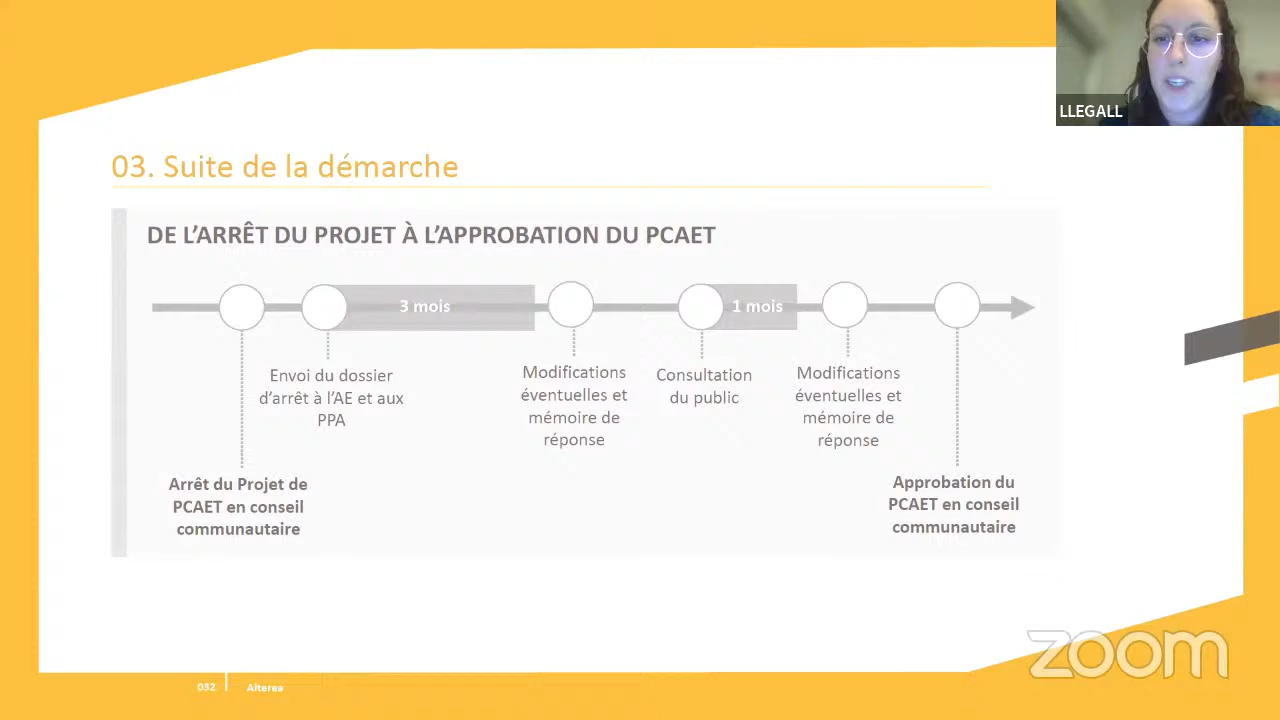 LLEGALL
03. Suite de la démarche
DE L'ARRÊT DU PROJET À L'APPROBATION DU PCAET
3 mois
1 mois
Envoi du dossier
d'arrêt à l'AE et aux
PPA
Modifications
éventuelles et
mémoire de
réponse
Consultation
du public
Modifications
éventuelles et
mémoire de
réponse
Arrêt du Projet de
PCAET en conseil
communautaire
Approbation du
PCAET en conseil
communautaire
zoom
032
Alterea